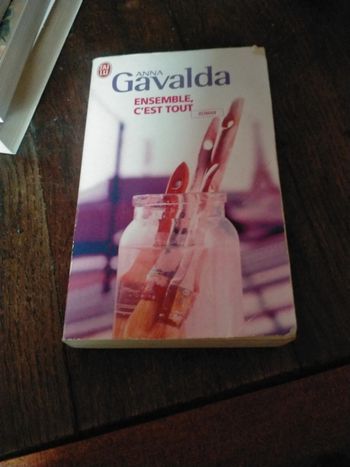 J'AI LU
ANNA
Gavalda
ENSEMBLE,
C'EST TOUT
ROMAN